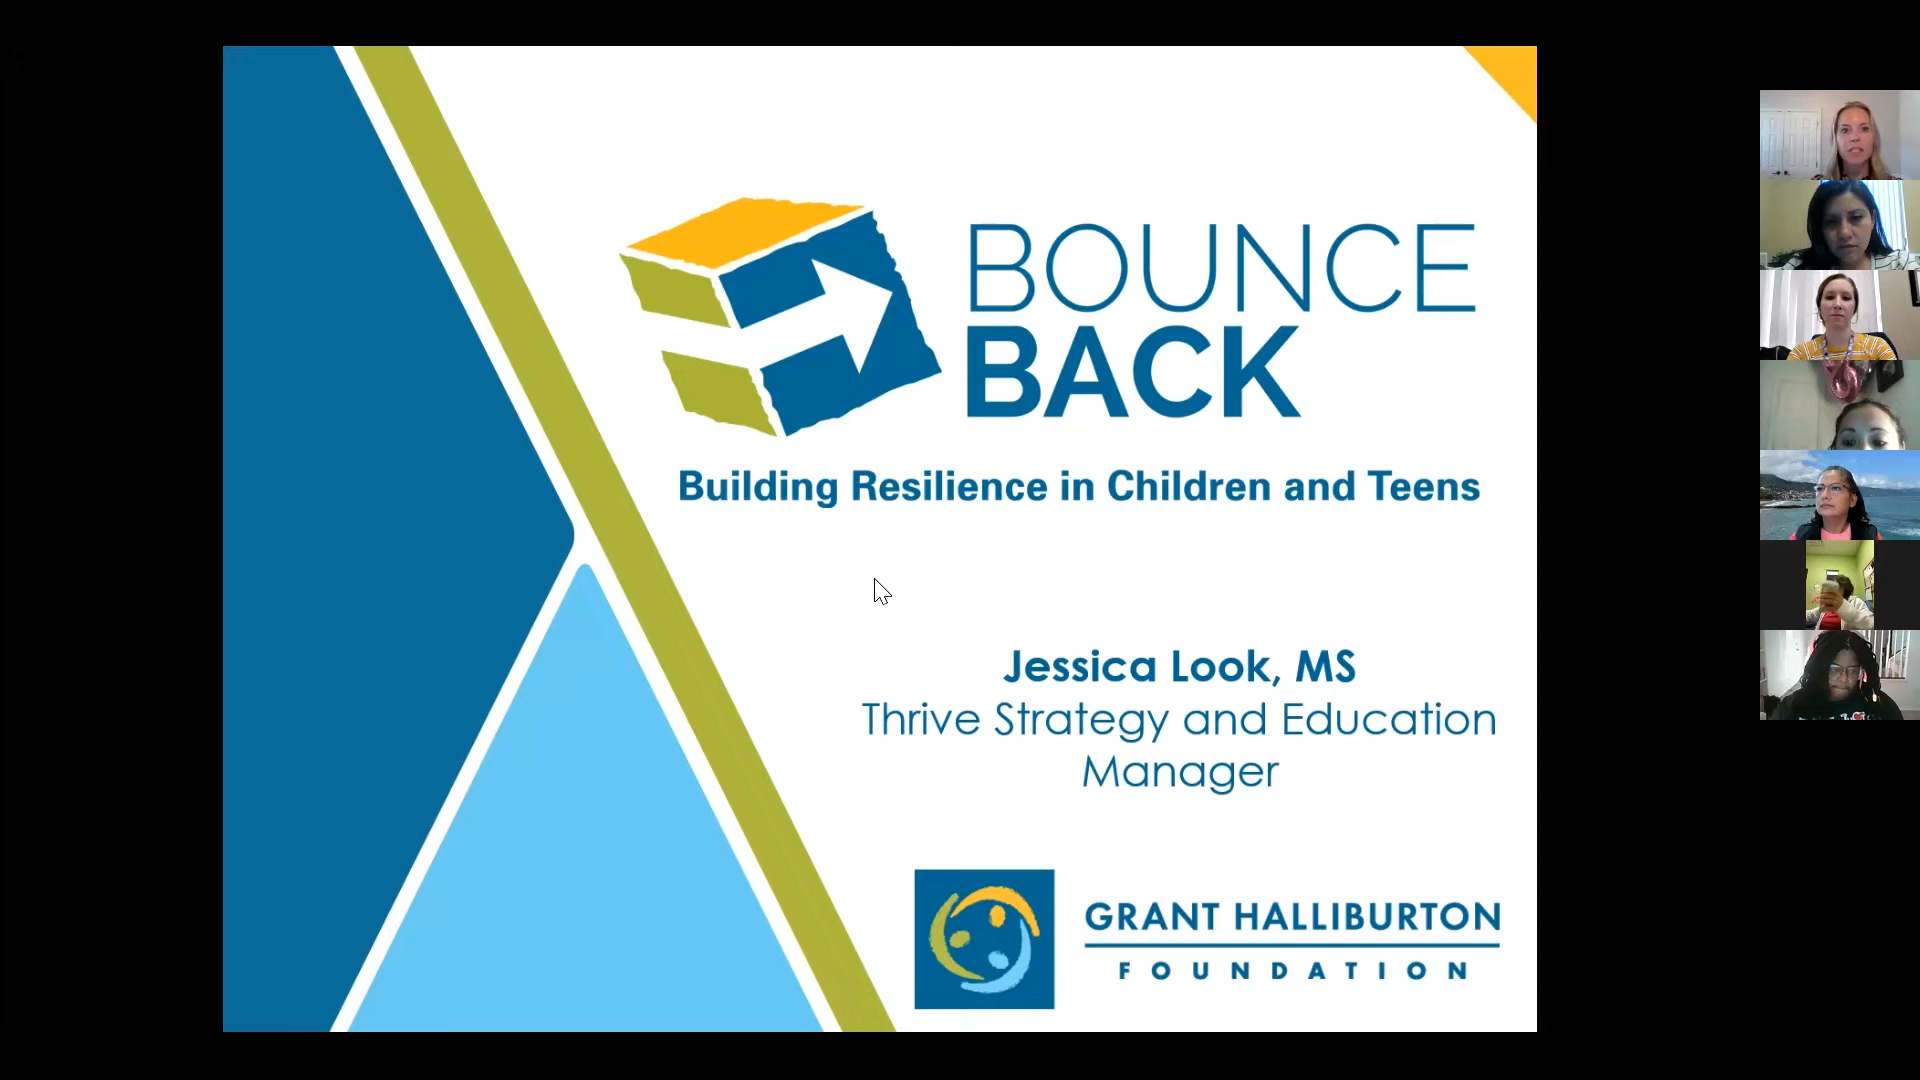 BOUNCE
BACK
Building Resilience in Children and Teens
Jessica Look, MS
Thrive Strategy and Education
Manager
GRANT HALLIBURTON
FOUNDATION